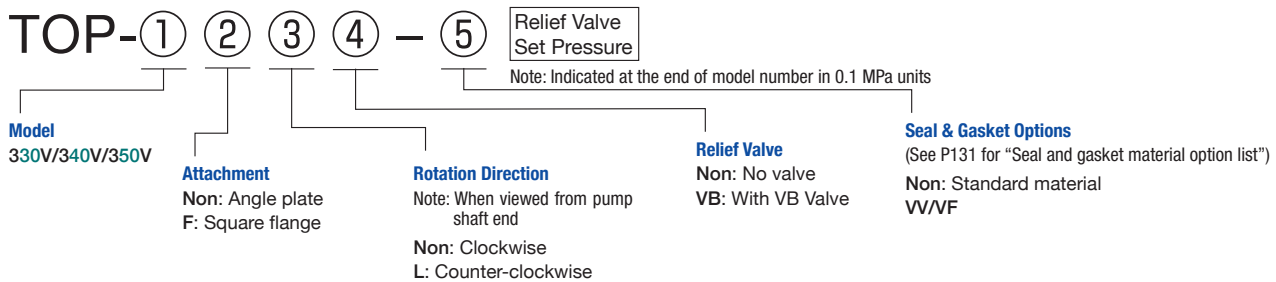 TOP-① ② ③ ④ – ⑤ Relief Valve
Set Pressure
Note: Indicated at the end of model number in 0.1 MPa units
Model
330V/340V/350V
Attachment
Non: Angle plate
F: Square flange
Rotation Direction
Note: When viewed from pump
shaft end
Non: Clockwise
L: Counter-clockwise
Relief Valve
Non: No valve
VB: With VB Valve
Seal & Gasket Options
(See P131 for “Seal and gasket material option list”)
Non: Standard material
VV/VF